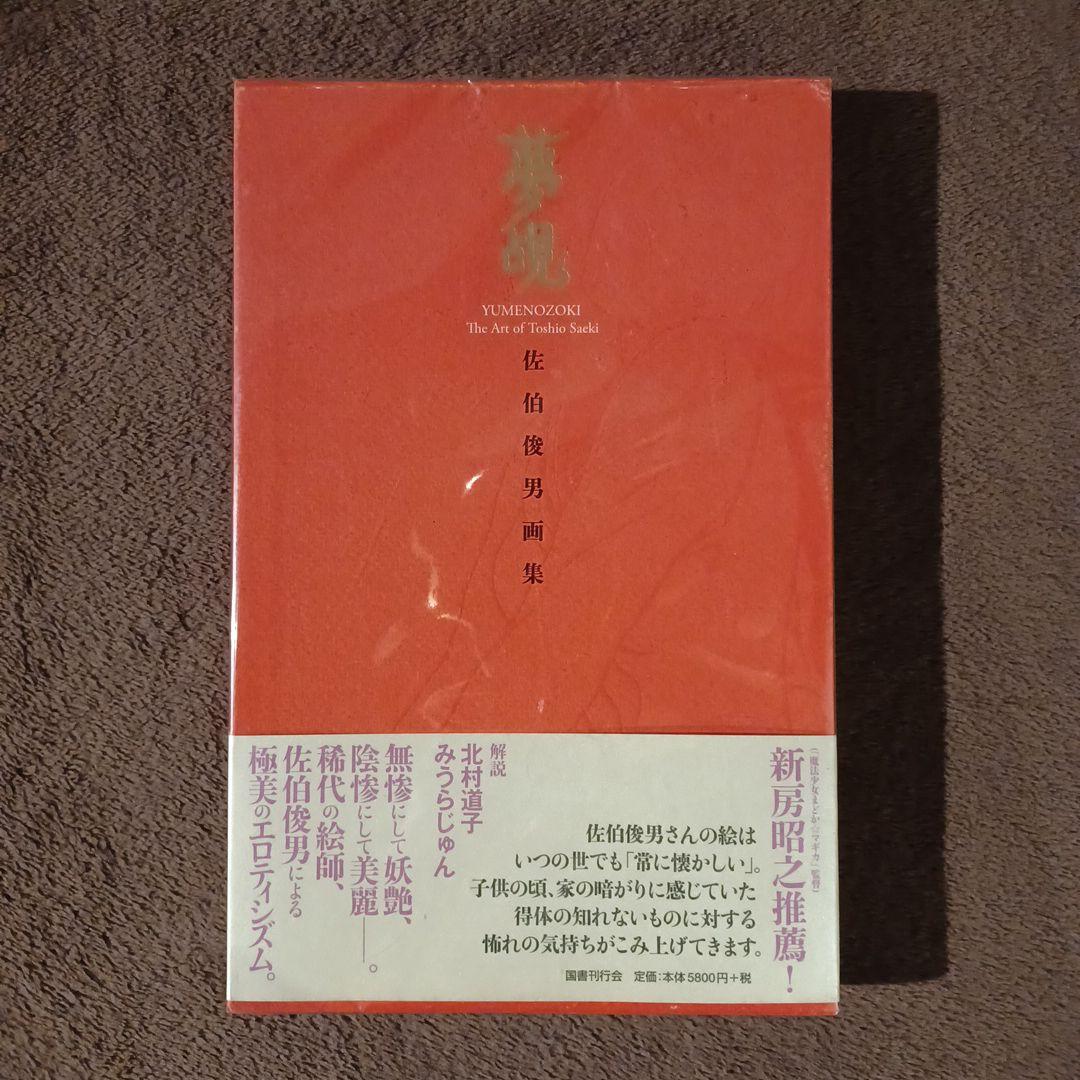 夢覗
YUMENOZOKI
The Art of Toshio Saeki
佐伯俊男画集
(「魔法少女まどか☆マギカ」監督)
新房昭之推薦!
佐伯俊男さんの絵は
いつの世でも「常に懐かしい」。
子供の頃、家の暗がりに感じていた
得体の知れないものに対する
怖れの気持ちがこみ上げてきます。
解説
北村道子
みうらじゅん
無惨にして妖艶、
陰惨にして美麗──。
稀代の絵師、
佐伯俊男による
極美のエロティシズム。
国書刊行会 定価:本体5800円+税